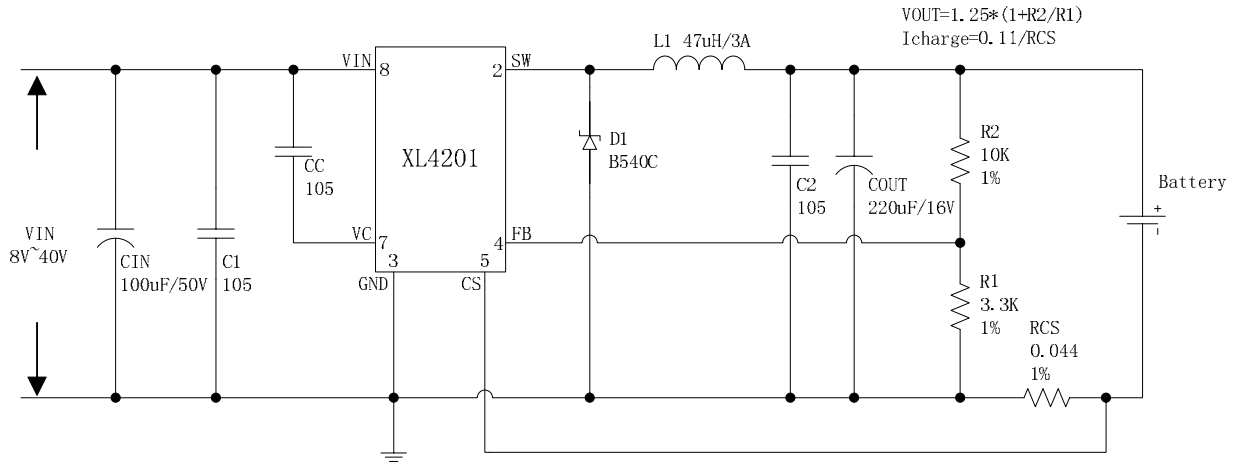 VOUT=1.25*(1+R2/R1)
Icharge=0.11/RCS
L1 47uH/3A
VIN
8
2
SW
XL4201
CC
105
D1
B540C
R2
10K
1%
C2
105
COUT
220uF/16V
Battery
+
-
VIN
8V~40V
CIN
100uF/50V
C1
105
VC
7
4
FB
3
5
GND
CS
R1
3.3K
1%
RCS
0.044
1%